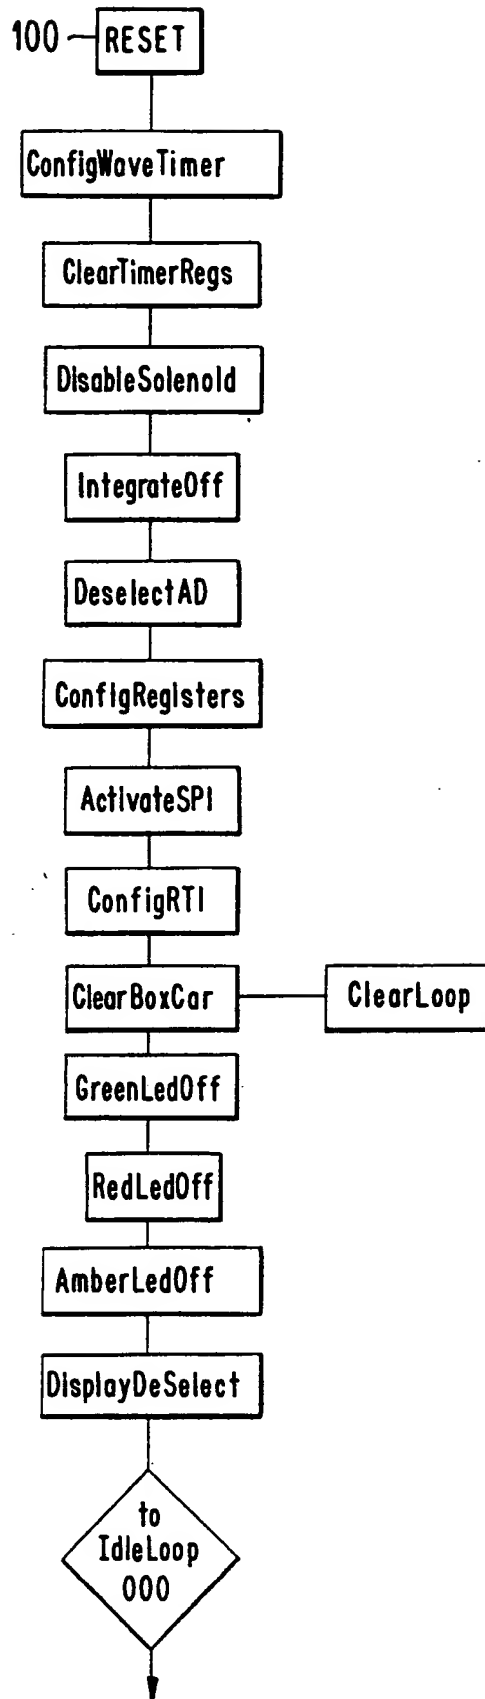 100
RESET
ConfigWaveTimer
ClearTimerRegs
DisableSolenoid
IntegrateOff
DeselectAD
ConfigRegisters
ActivateSPI
ConfigRTI
ClearBoxCar
ClearLoop
GreenLedOff
RedLedOff
AmberLedOff
DisplayDeSelect
to
IdleLoop
000